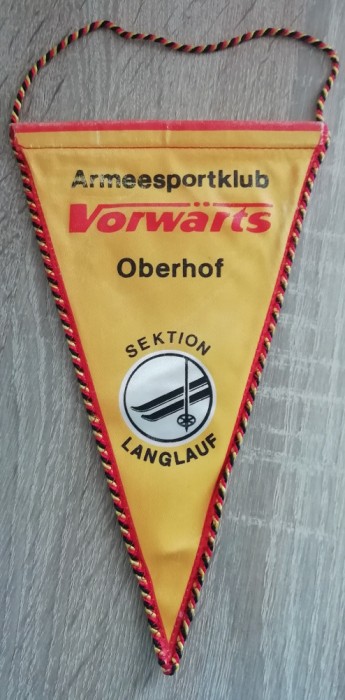 Armeesportklub
Vorwärts
Oberhof
SEKTION
LANGLAUF